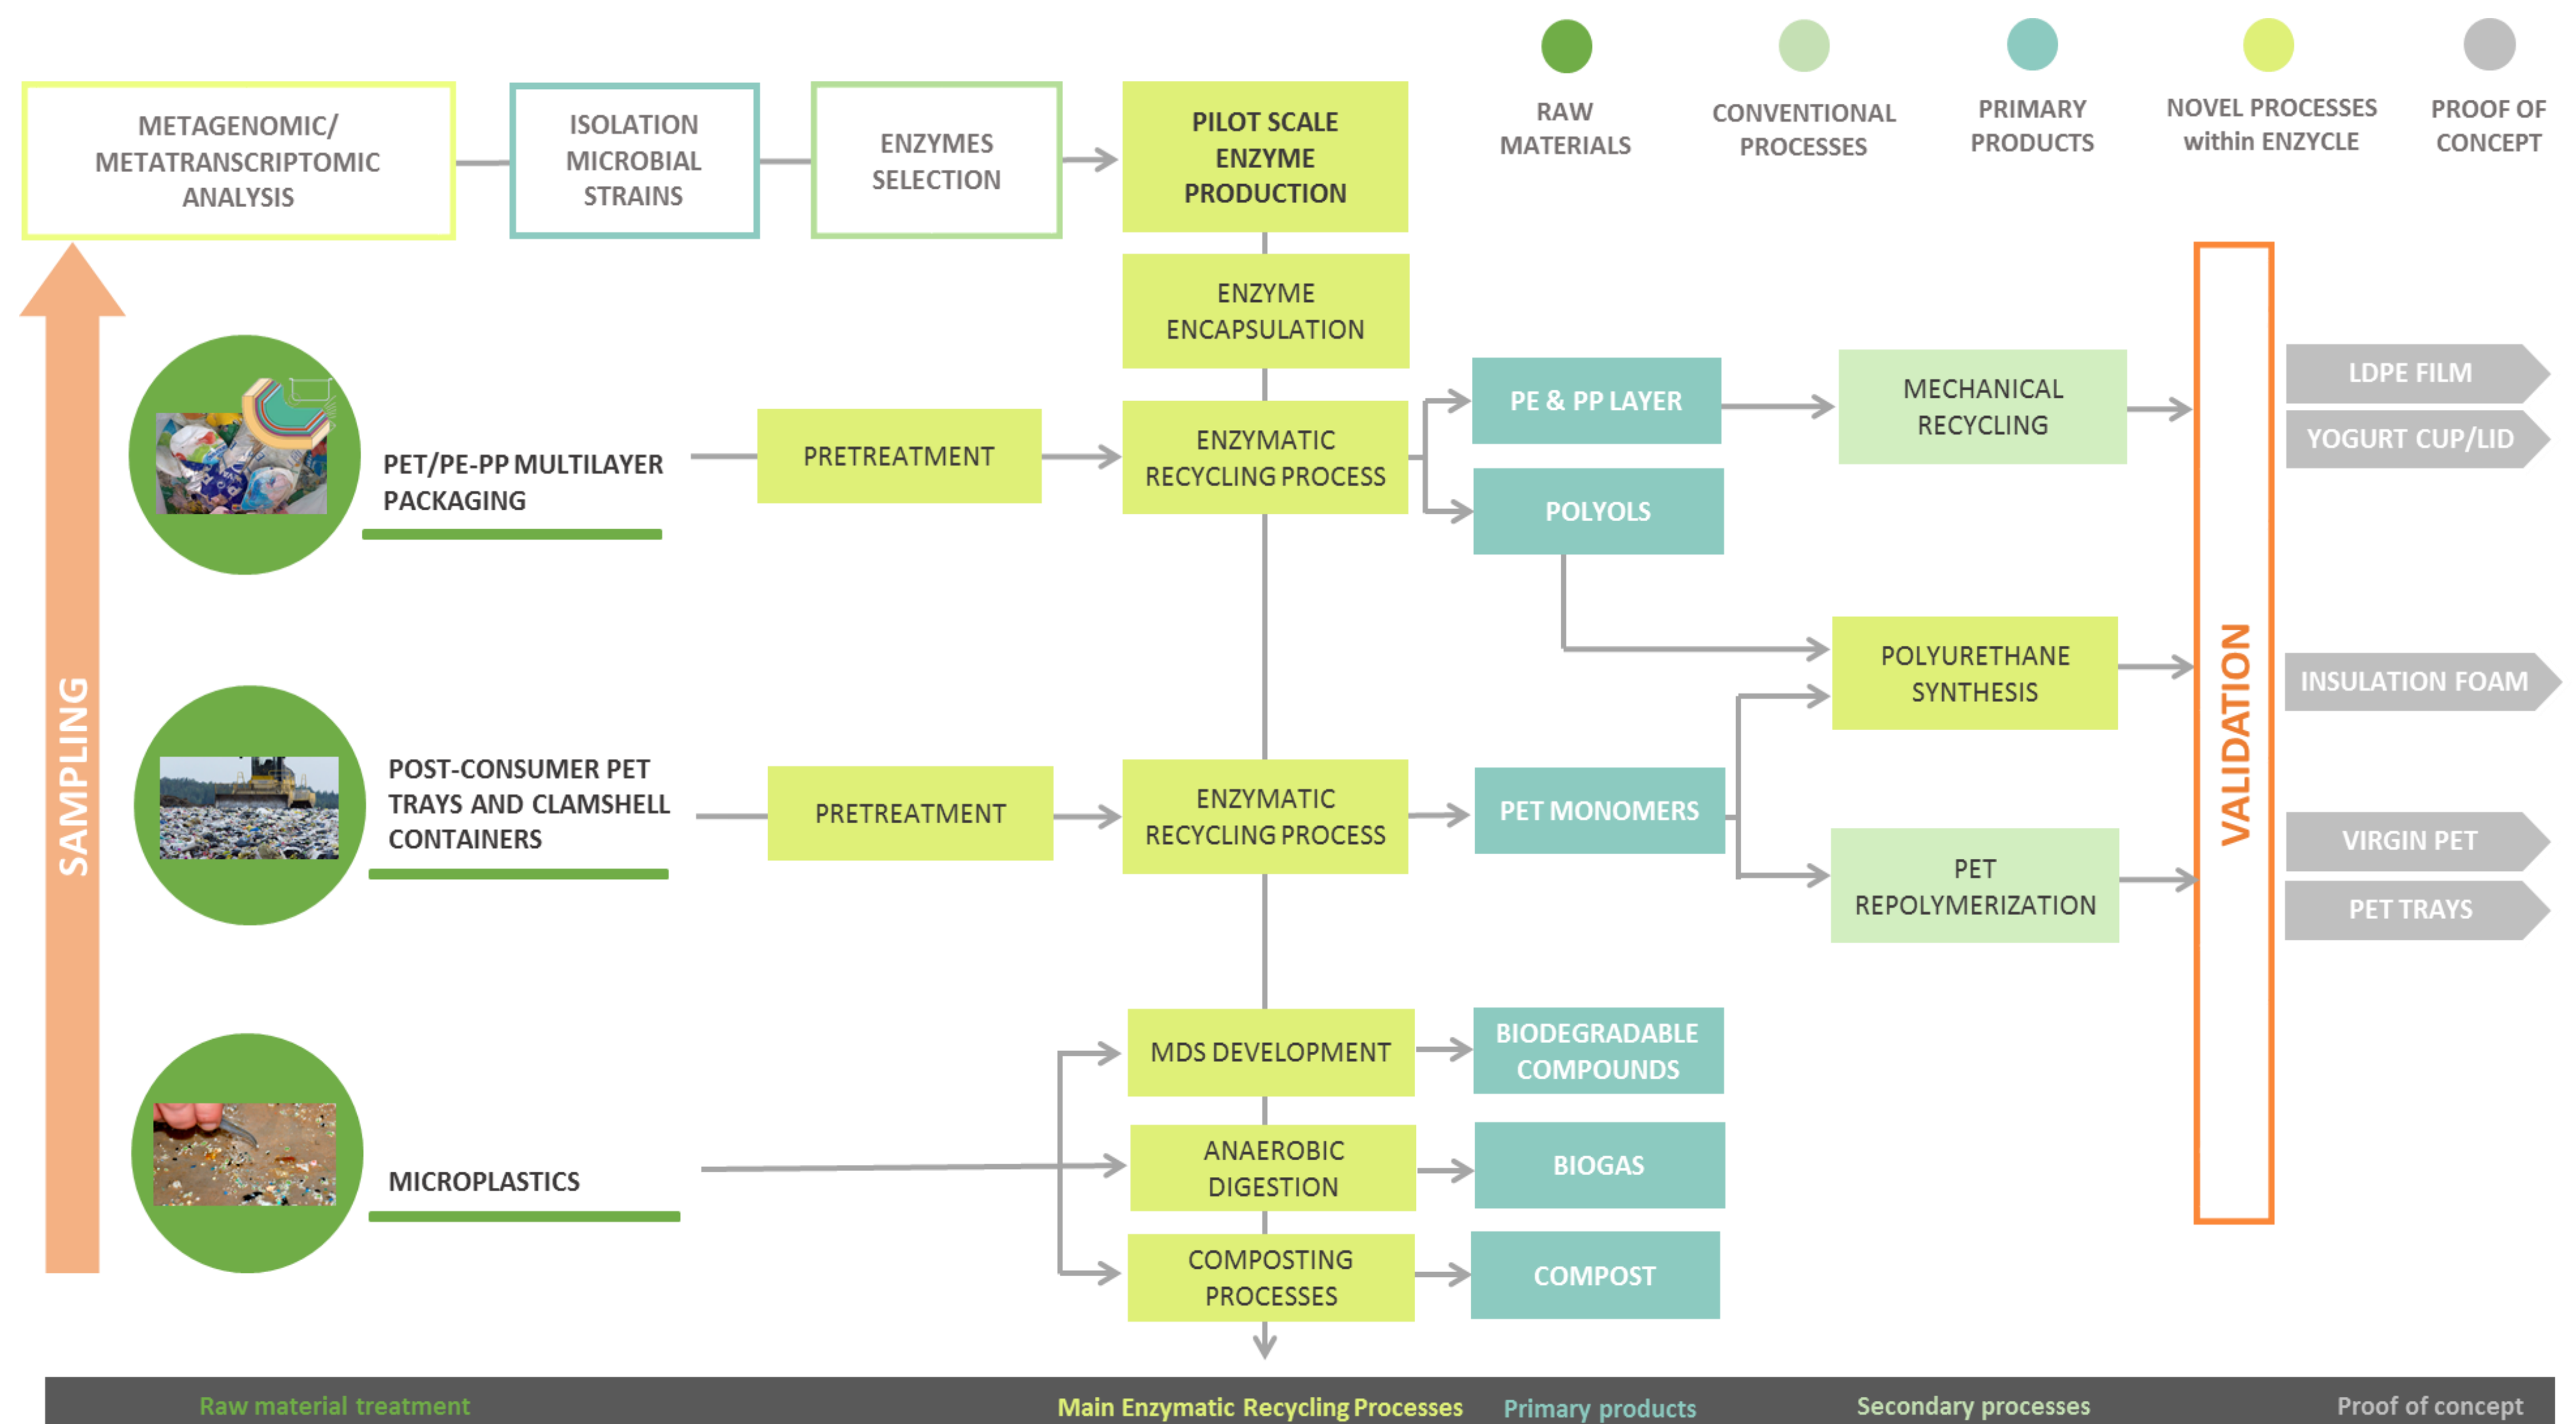 METAGENOMIC/
METATRANSCRIPTOMIC
ANALYSIS
ISOLATION
MICROBIAL
STRAINS
ENZYMES
SELECTION
PILOT SCALE
ENZYME
PRODUCTION
RAW
MATERIALS
CONVENTIONAL
PROCESSES
PRIMARY
PRODUCTS
NOVEL PROCESSES
within ENZYCLE
PROOF OF
CONCEPT
ENZYME
ENCAPSULATION
SAMPLING
PET/PE-PP MULTILAYER
PACKAGING
PRETREATMENT
ENZYMATIC
RECYCLING PROCESS
PE & PP LAYER
POLYOLS
MECHANICAL
RECYCLING
VALIDATION
LDPE FILM
YOGURT CUP/LID
POLYURETHANE
SYNTHESIS
INSULATION FOAM
POST-CONSUMER PET
TRAYS AND CLAMSHELL
CONTAINERS
PRETREATMENT
ENZYMATIC
RECYCLING PROCESS
PET MONOMERS
PET
REPOLYMERIZATION
VIRGIN PET
PET TRAYS
MICROPLASTICS
MDS DEVELOPMENT
BIODEGRADABLE
COMPOUNDS
ANAEROBIC
DIGESTION
BIOGAS
COMPOSTING
PROCESSES
COMPOST
Raw material treatment
Main Enzymatic Recycling Processes
Primary products
Secondary processes
Proof of concept